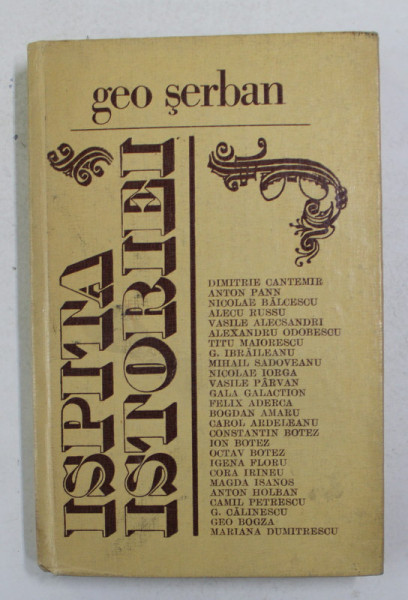 geo şerban
ISPITA
ISTORIEI
DIMITRIE CANTEMIR
ANTON PANN
NICOLAE BĂLCESCU
ALECU RUSSU
VASILE ALECSANDRI
ALEXANDRU ODOBESCU
TITU MAIORESCU
G. IBRĂILEANU
MIHAIL SADOVEANU
NICOLAE IORGA
VASILE PÂRVAN
GALA GALACTION
FELIX ADERCA
BOGDAN AMARU
CAROL ARDELEANU
CONSTANTIN BOTEZ
ION BOTEZ
OCTAV BOTEZ
IGENA FLORU
CORA IRINEU
MAGDA ISANOS
ANTON HOLBAN
CAMIL PETRESCU
G. CĂLINESCU
GEO BOGZA
MARIANA DUMITRESCU